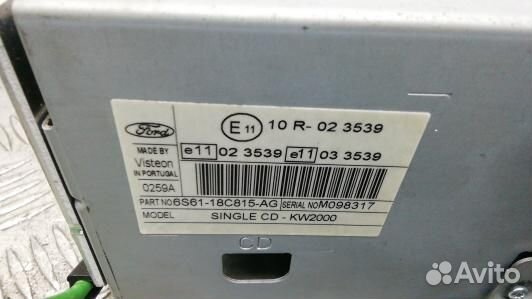 Ford
E 11 10 R- 02 3539
MADE BY
Visteon
IN PORTUGAL
e11 02 3539 e11 03 3539
0259A
PART NO 6S61-18C815-AG SERIAL NO M098317
MODEL SINGLE CD - KW2000
CD
Avito